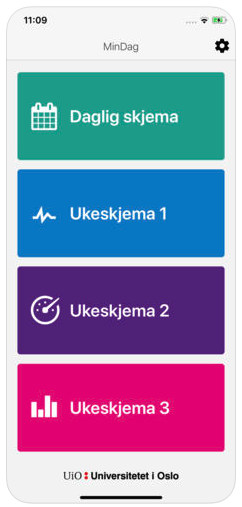 11:09
MinDag
Daglig skjema
Ukeskjema 1
Ukeskjema 2
Ukeskjema 3
UiO Universitetet i Oslo